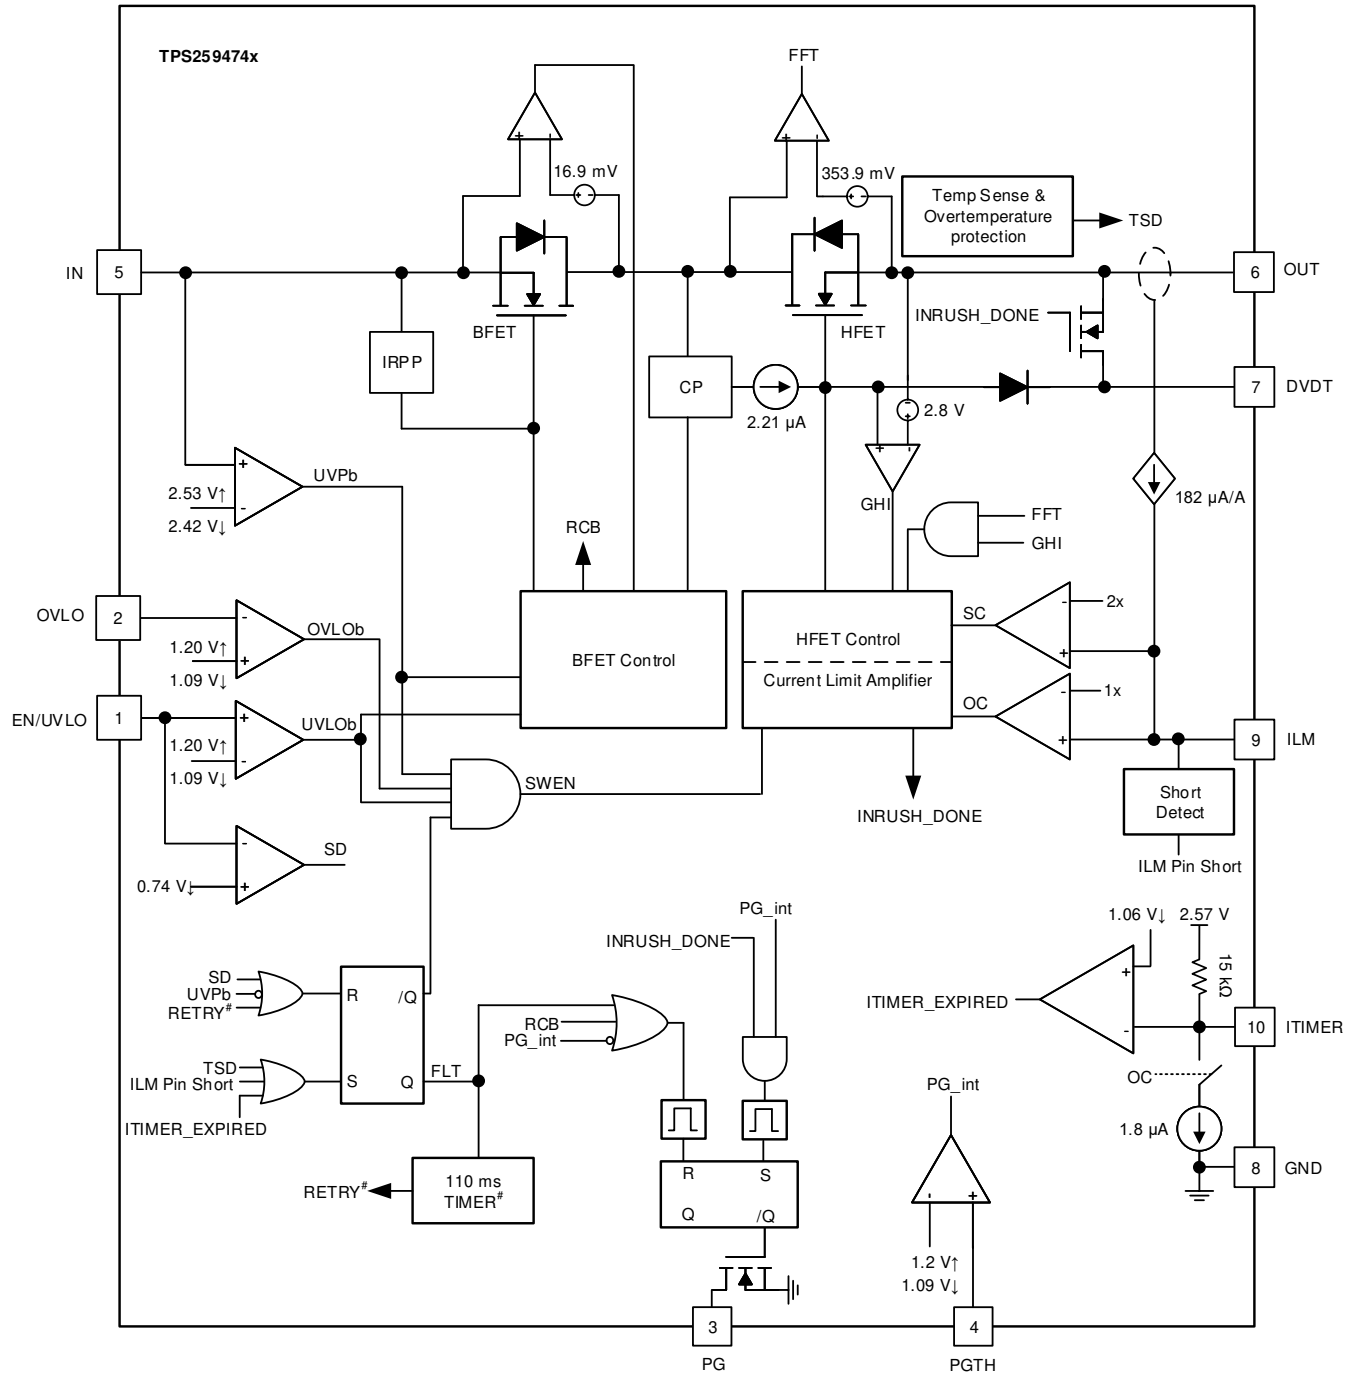 TPS259474x
FFT
16.9 mV
353.9 mV
Temp Sense &
Overtemperature
protection
TSD
IN
5
6
OUT
BFET
HFET
INRUSH_DONE
IRPP
CP
2.21 µA
2.8 V
7
DVDT
+
-
UVPb
2.53 V↑
2.42 V↓
GHI
182 µA/A
RCB
FFT
GHI
OVLO
2
-
+
OVLOb
1.20 V↑
1.09 V↓
BFET Control
HFET Control
Current Limit Amplifier
SC
-
2x
+
EN/UVLO
1
+
-
UVLOb
1.20 V↑
1.09 V↓
OC
-
1x
+
9
ILM
SWEN
INRUSH_DONE
Short
Detect
ILM Pin Short
-
+
SD
0.74 V↓
PG_int
INRUSH_DONE
1.06 V↓
2.57 V
15 kΩ
SD
UVPb
RETRY#
R
/Q
ITIMER_EXPIRED
+
-
10
ITIMER
RCB
PG_int
TSD
ILM Pin Short
ITIMER_EXPIRED
S
Q
FLT
PG_int
OC
1.8 µA
8
GND
110 ms
TIMER#
RETRY#
R
S
Q
/Q
-
+
1.2 V↑
1.09 V↓
3
PG
4
PGTH